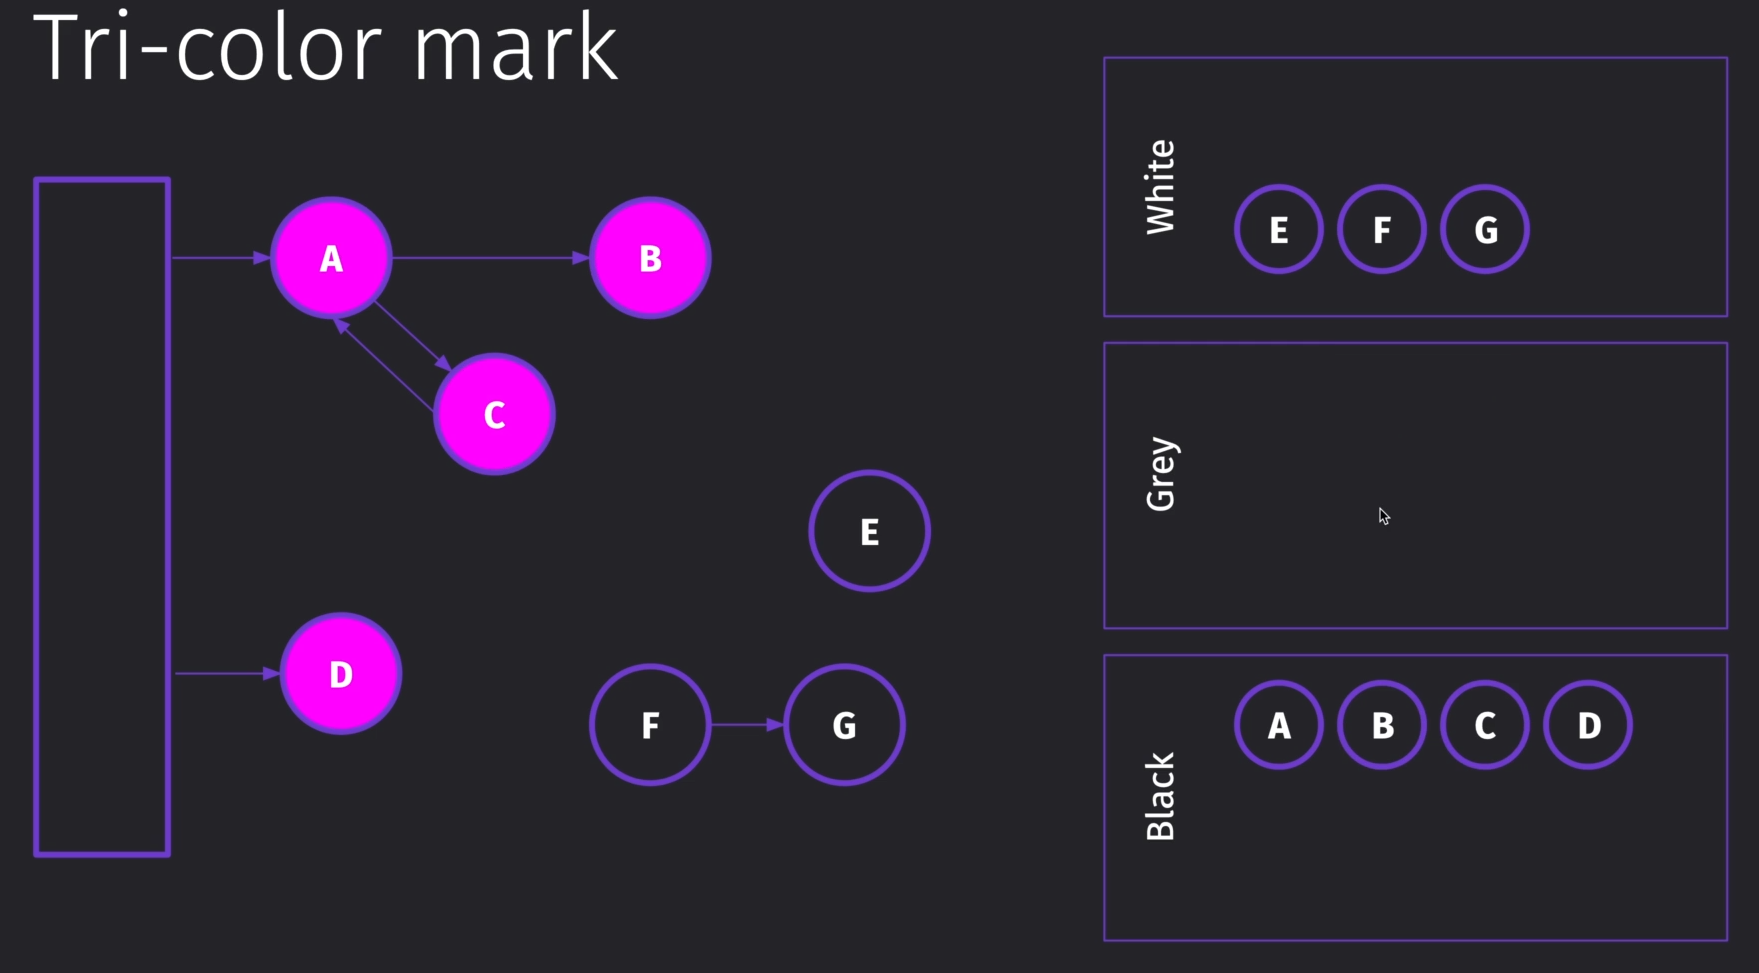 Tri-color mark
A
B
C
E
D
F
G
White
E F G
Grey
Black
A B C D